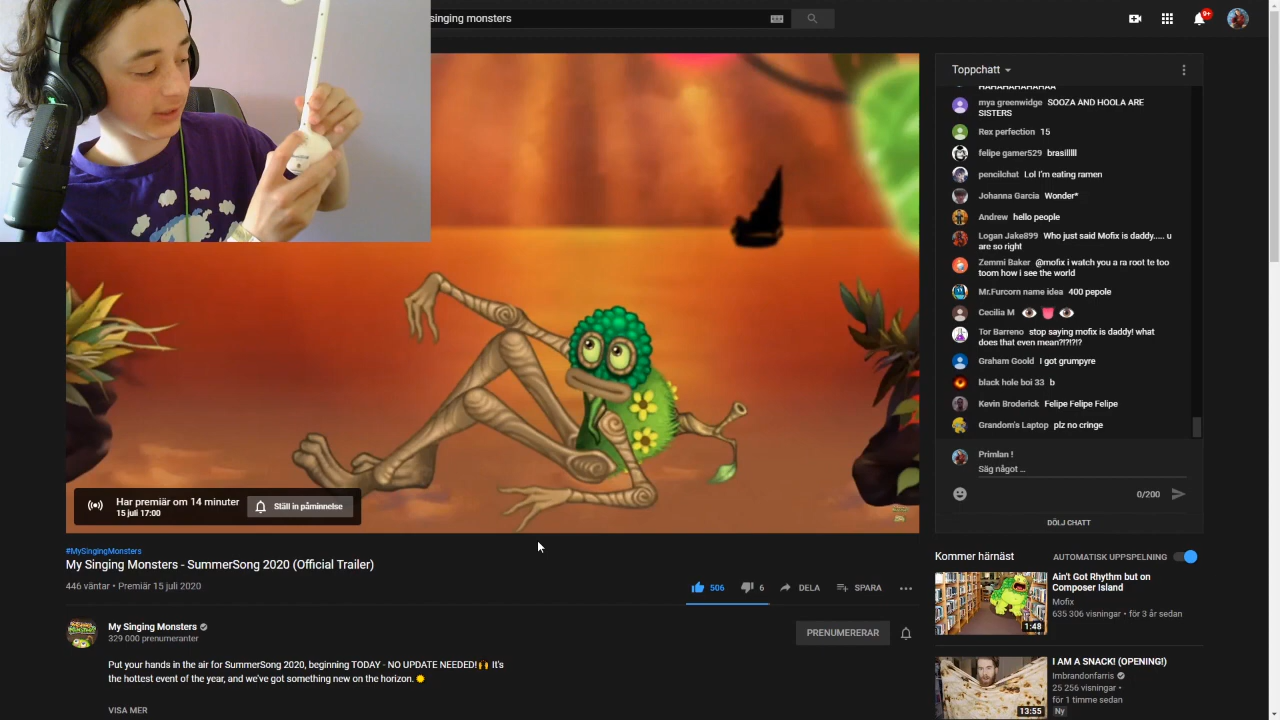 singing monsters
9+
Toppchatt
HAHAHAHAHAHAA
mya greenwidge SOOZA AND HOOLA ARE
SISTERS
Rex perfection 15
felipe gamer529 brasilllll
pencilchat Lol I'm eating ramen
Johanna Garcia Wonder*
Andrew hello people
Logan Jake899 Who just said Mofix is daddy..... u
are so right
Zemmi Baker @mofix i watch you a ra root te too
toom how i see the world
Mr.Furcorn name idea 400 pepole
Cecilia M 👁️👅👁️
Tor Barreno stop saying mofix is daddy! what
does that even mean?!?!?!?
Graham Goold I got grumpyre
black hole boi 33 b
Kevin Broderick Felipe Felipe Felipe
Grandom's Laptop plz no cringe
Primlan !
Säg något ...
0/200
DÖLJ CHATT
Har premiär om 14 minuter
15 juli 17:00
Ställ in påminnelse
#MySingingMonsters
My Singing Monsters - SummerSong 2020 (Official Trailer)
446 väntar • Premiär 15 juli 2020
506
6
DELA
SPARA
My Singing Monsters
329 000 prenumeranter
PRENUMERERAR
Put your hands in the air for SummerSong 2020, beginning TODAY - NO UPDATE NEEDED!🙌 It's
the hottest event of the year, and we've got something new on the horizon. ☀️
VISA MER
Kommer härnäst
AUTOMATISK UPPSPELNING
Ain't Got Rhythm but on
Composer Island
Mofix
635 306 visningar • för 3 år sedan
1:48
I AM A SNACK! (OPENING!)
Imbrandonfarris
25 256 visningar •
för 1 timme sedan
Ny
13:55